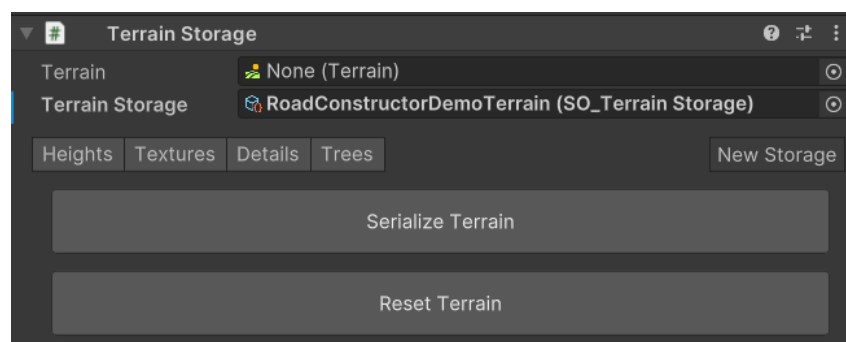 # Terrain Storage
Terrain None (Terrain)
Terrain Storage RoadConstructorDemoTerrain (SO_Terrain Storage)
Heights Textures Details Trees New Storage
Serialize Terrain
Reset Terrain